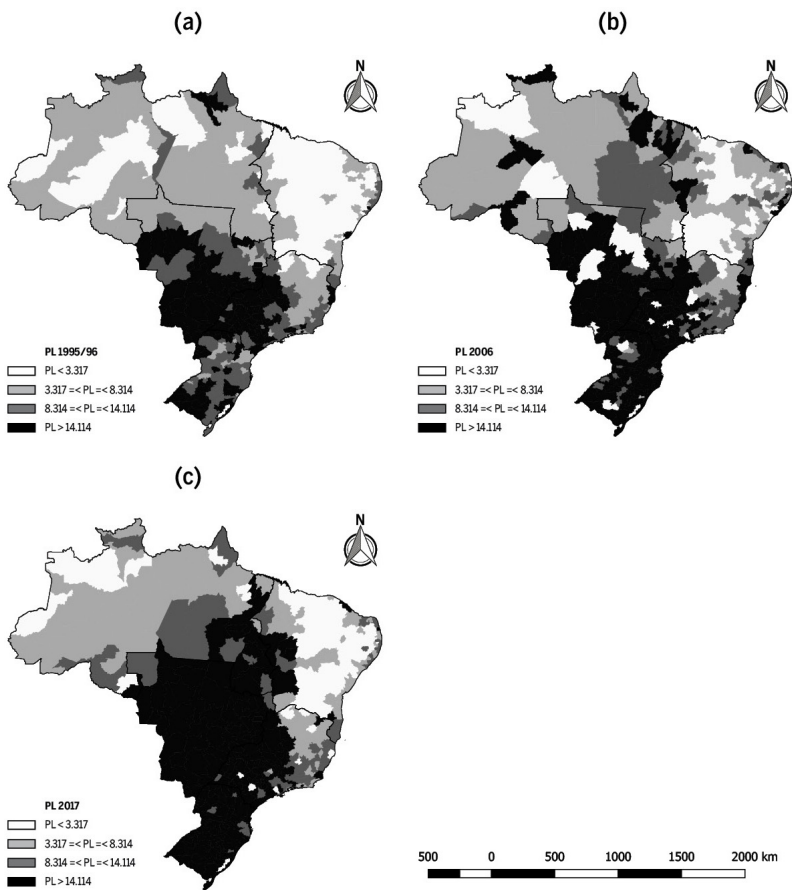 (a)
N
PL 1995/96
PL < 3.317
3.317 =< PL =< 8.314
8.314 =< PL =< 14.114
PL > 14.114
(b)
N
PL 2006
PL < 3.317
3.317 =< PL =< 8.314
8.314 =< PL =< 14.114
PL > 14.114
(c)
N
PL 2017
PL < 3.317
3.317 =< PL =< 8.314
8.314 =< PL =< 14.114
PL > 14.114
500 0 500 1000 1500 2000 km